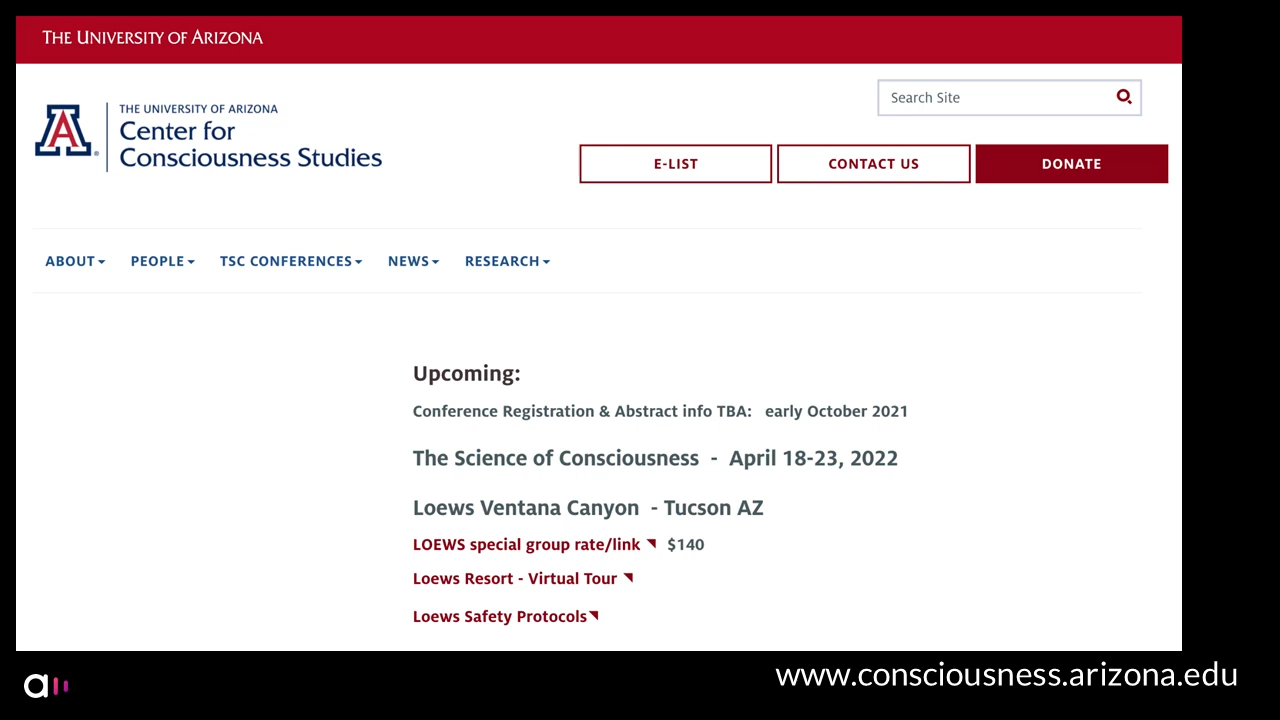 THE UNIVERSITY OF ARIZONA
Search Site
THE UNIVERSITY OF ARIZONA
Center for
Consciousness Studies
E-LIST
CONTACT US
DONATE
ABOUT
PEOPLE
TSC CONFERENCES
NEWS
RESEARCH
Upcoming:
Conference Registration & Abstract info TBA: early October 2021
The Science of Consciousness - April 18-23, 2022
Loews Ventana Canyon - Tucson AZ
LOEWS special group rate/link $140
Loews Resort - Virtual Tour
Loews Safety Protocols
www.consciousness.arizona.edu